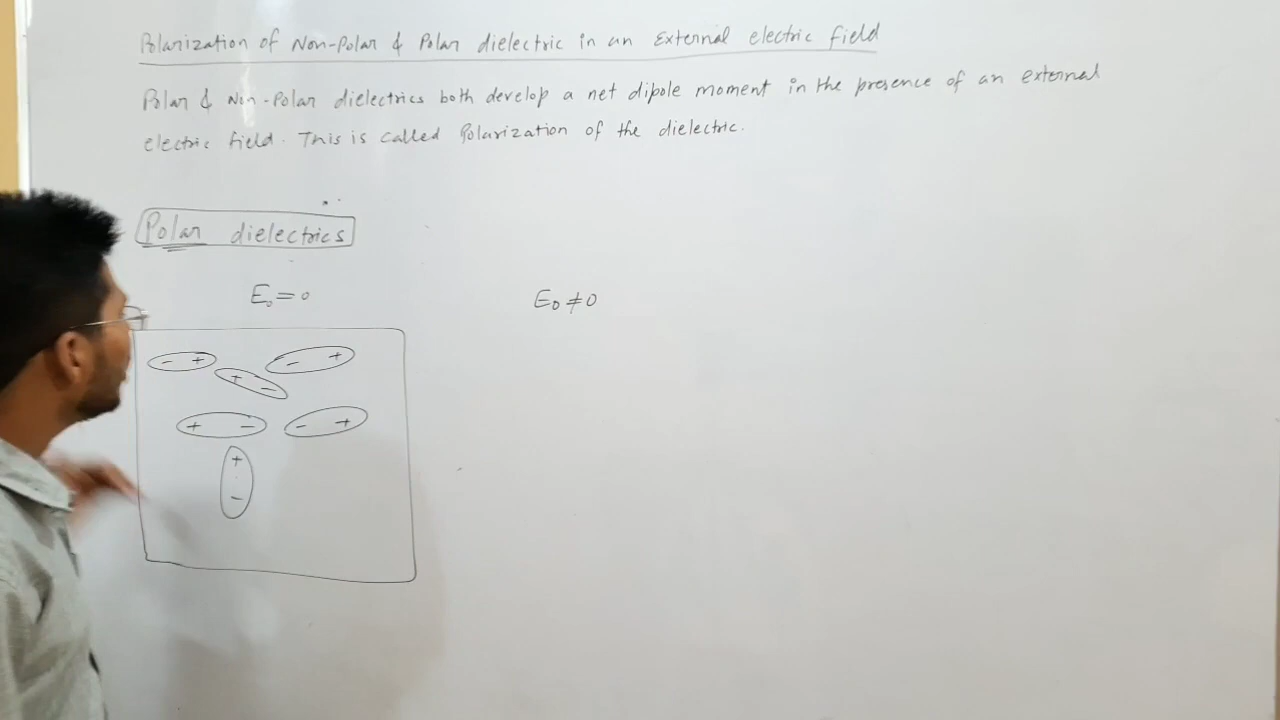 Polarization of Non-Polar & Polar dielectric in an External electric field
Polar & Non-Polar dielectrics both develop a net dipole moment in the presence of an external
electric field. This is called Polarization of the dielectric.
Polar dielectrics
E₀=0 E₀≠0
- + - +
+ -
+ - - +
+
-